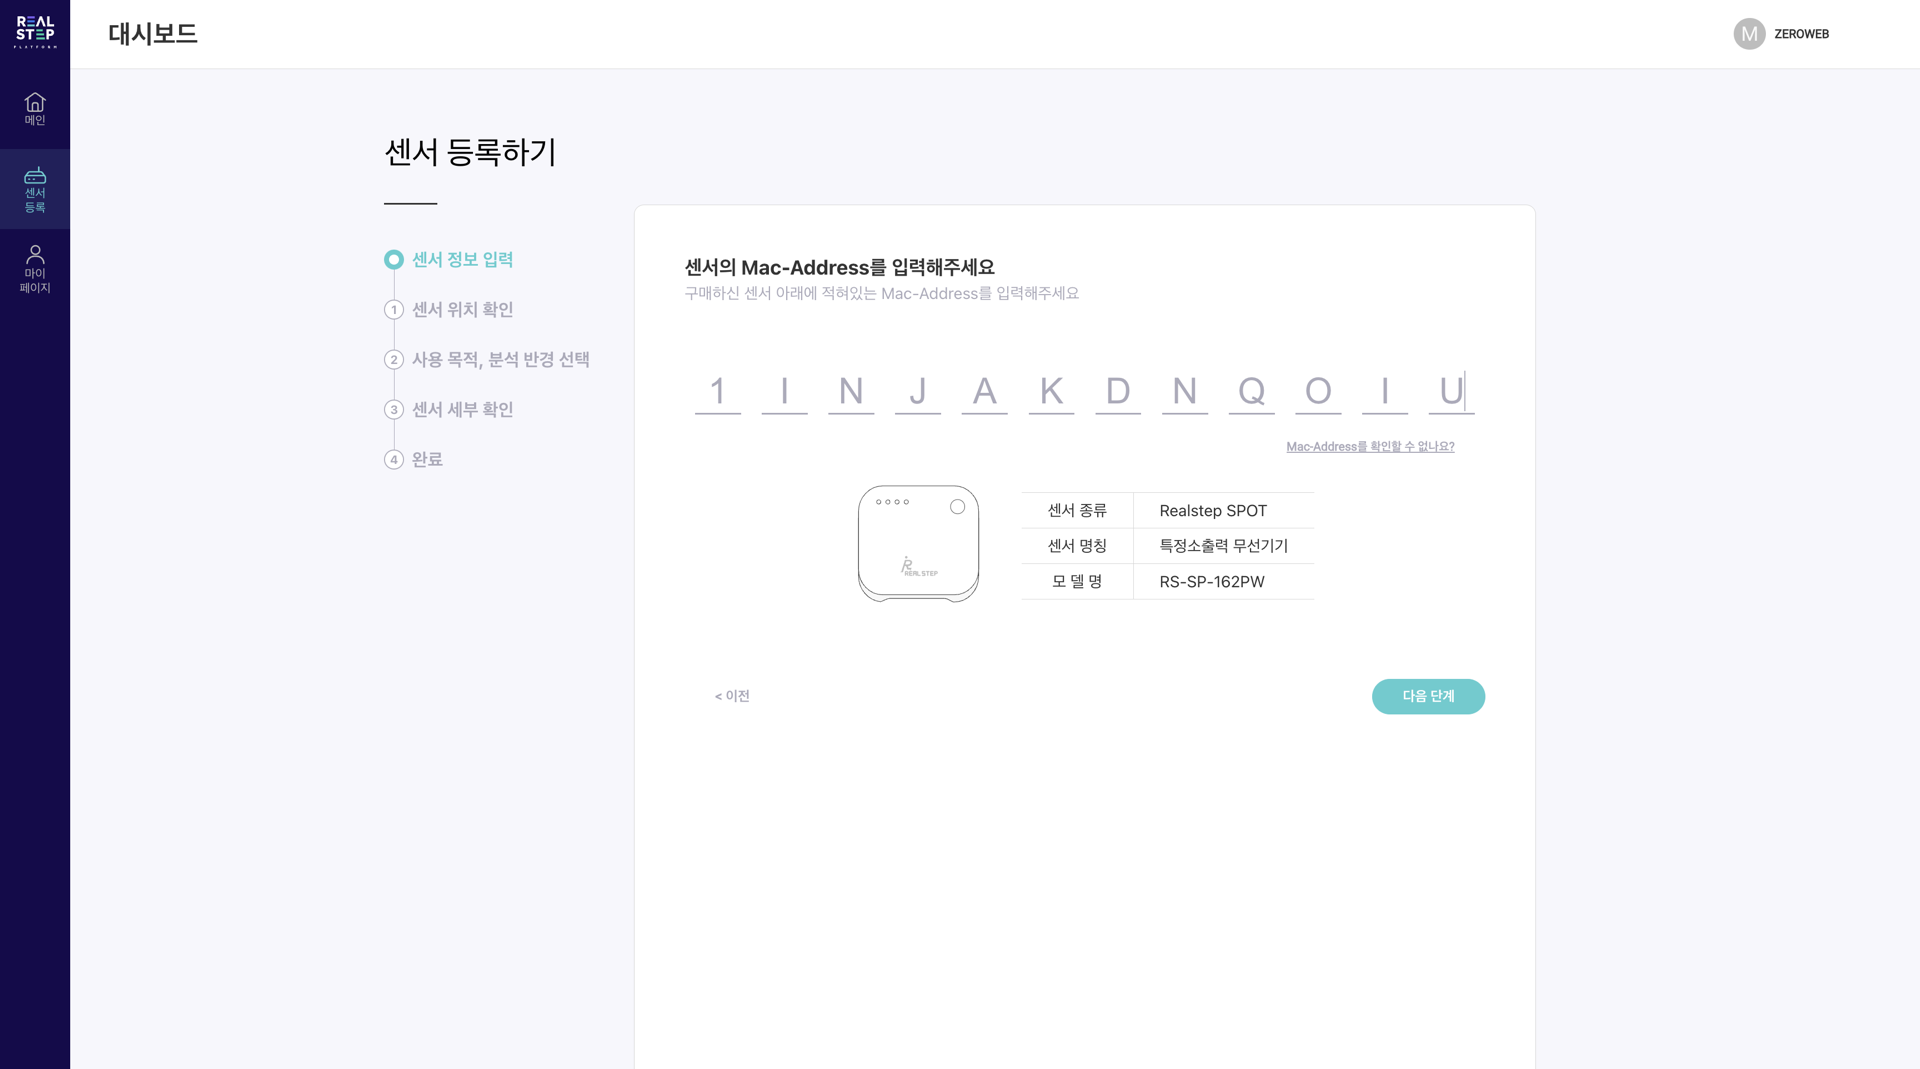 REAL
STEP
PLATFORM
대시보드
M
ZEROWEB
메인
센서
등록
마이
페이지
센서 등록하기
센서 정보 입력
1 센서 위치 확인
2 사용 목적, 분석 반경 선택
3 센서 세부 확인
4 완료
센서의 Mac-Address를 입력해주세요
구매하신 센서 아래에 적혀있는 Mac-Address를 입력해주세요
1 I N J A K D N Q O I U
Mac-Address를 확인할 수 없나요?
REAL STEP
센서 종류 Realstep SPOT
센서 명칭 특정소출력 무선기기
모 델 명 RS-SP-162PW
< 이전
다음 단계